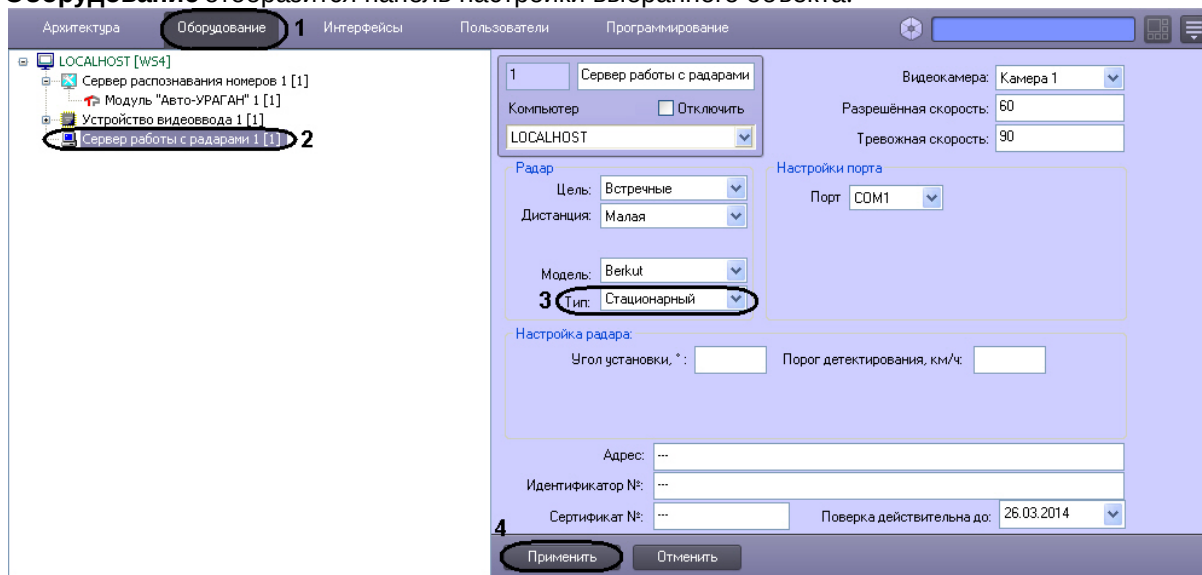 Оборудование отобразится панель настройки выбранного объекта.
Архитектура Оборудование 1 Интерфейсы Пользователи Программирование
LOCALHOST [WS4]
Сервер распознавания номеров 1 [1]
Модуль "Авто-УРАГАН" 1 [1]
Устройство видеоввода 1 [1]
Сервер работы с радарами 1 [1] 2
1 Сервер работы с радарами
Компьютер Отключить
LOCALHOST
Видеокамера: Камера 1
Разрешённая скорость: 60
Тревожная скорость: 90
Радар
Цель: Встречные
Дистанция: Малая
Модель: Berkut
3 Тип: Стационарный
Настройки порта
Порт COM1
Настройка радара:
Угол установки, °: Порог детектирования, км/ч:
Адрес: ---
Идентификатор №: ---
Сертификат №: --- Поверка действительна до: 26.03.2014
4
Применить Отменить